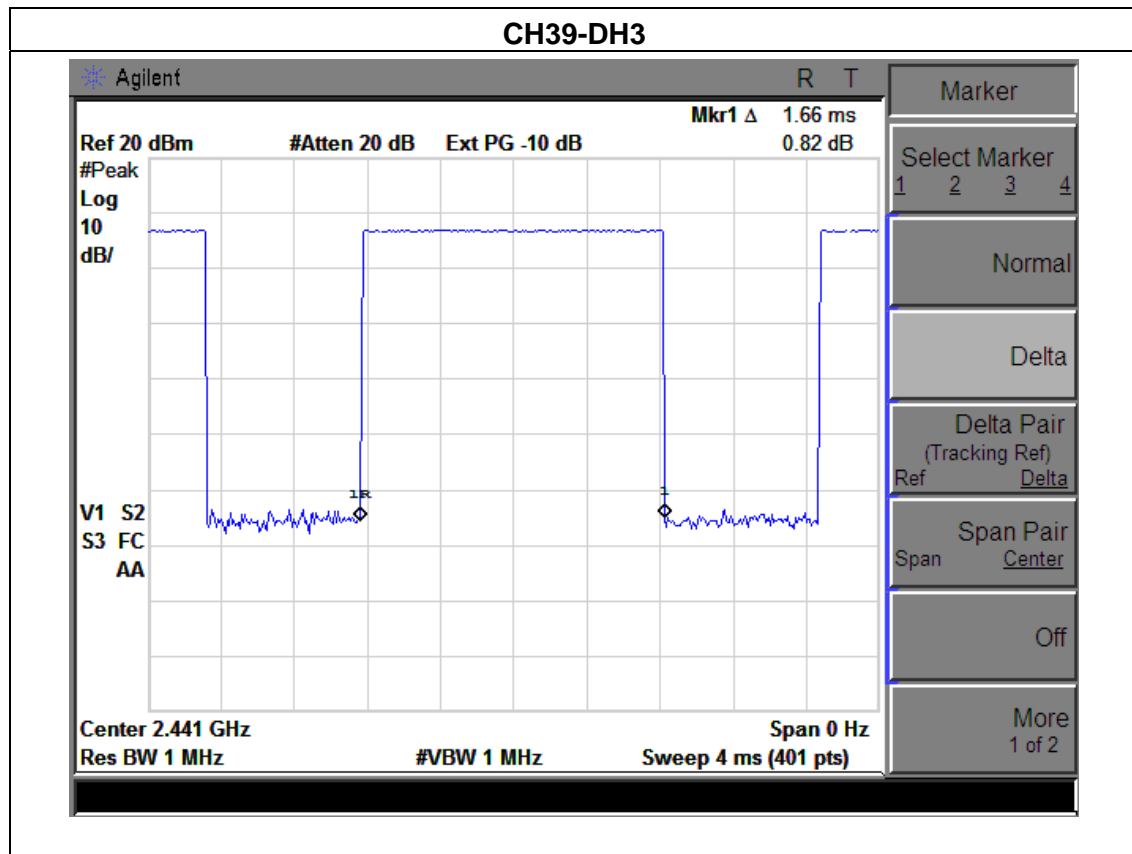 CH39-DH3
Agilent R T
Mkr1 Δ 1.66 ms
Ref 20 dBm #Atten 20 dB Ext PG -10 dB 0.82 dB
#Peak
Log
10
dB/
1R
1
V1 S2
S3 FC
AA
Center 2.441 GHz Span 0 Hz
Res BW 1 MHz #VBW 1 MHz Sweep 4 ms (401 pts)
Marker
Select Marker
1 2 3 4
Normal
Delta
Delta Pair
(Tracking Ref)
Ref Delta
Span Pair
Span Center
Off
More
1 of 2